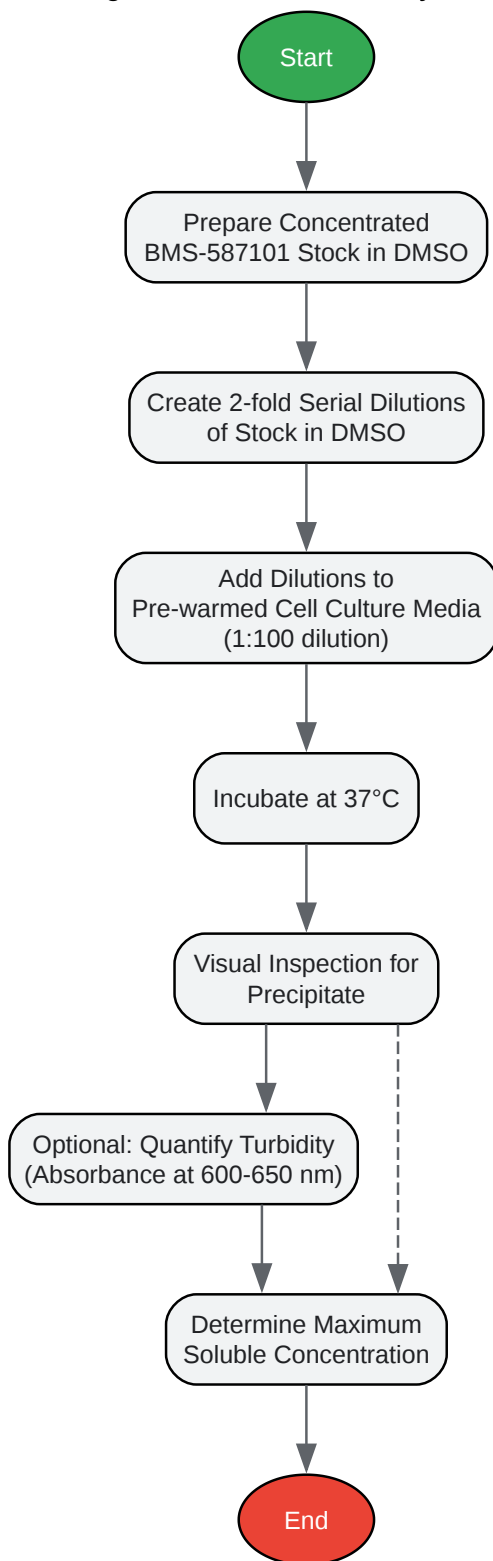 Start
Prepare Concentrated
BMS-587101 Stock in DMSO
Create 2-fold Serial Dilutions
of Stock in DMSO
Add Dilutions to
Pre-warmed Cell Culture Media
(1:100 dilution)
Incubate at 37°C
Visual Inspection for
Precipitate
Optional: Quantify Turbidity
(Absorbance at 600-650 nm)
Determine Maximum
Soluble Concentration
End